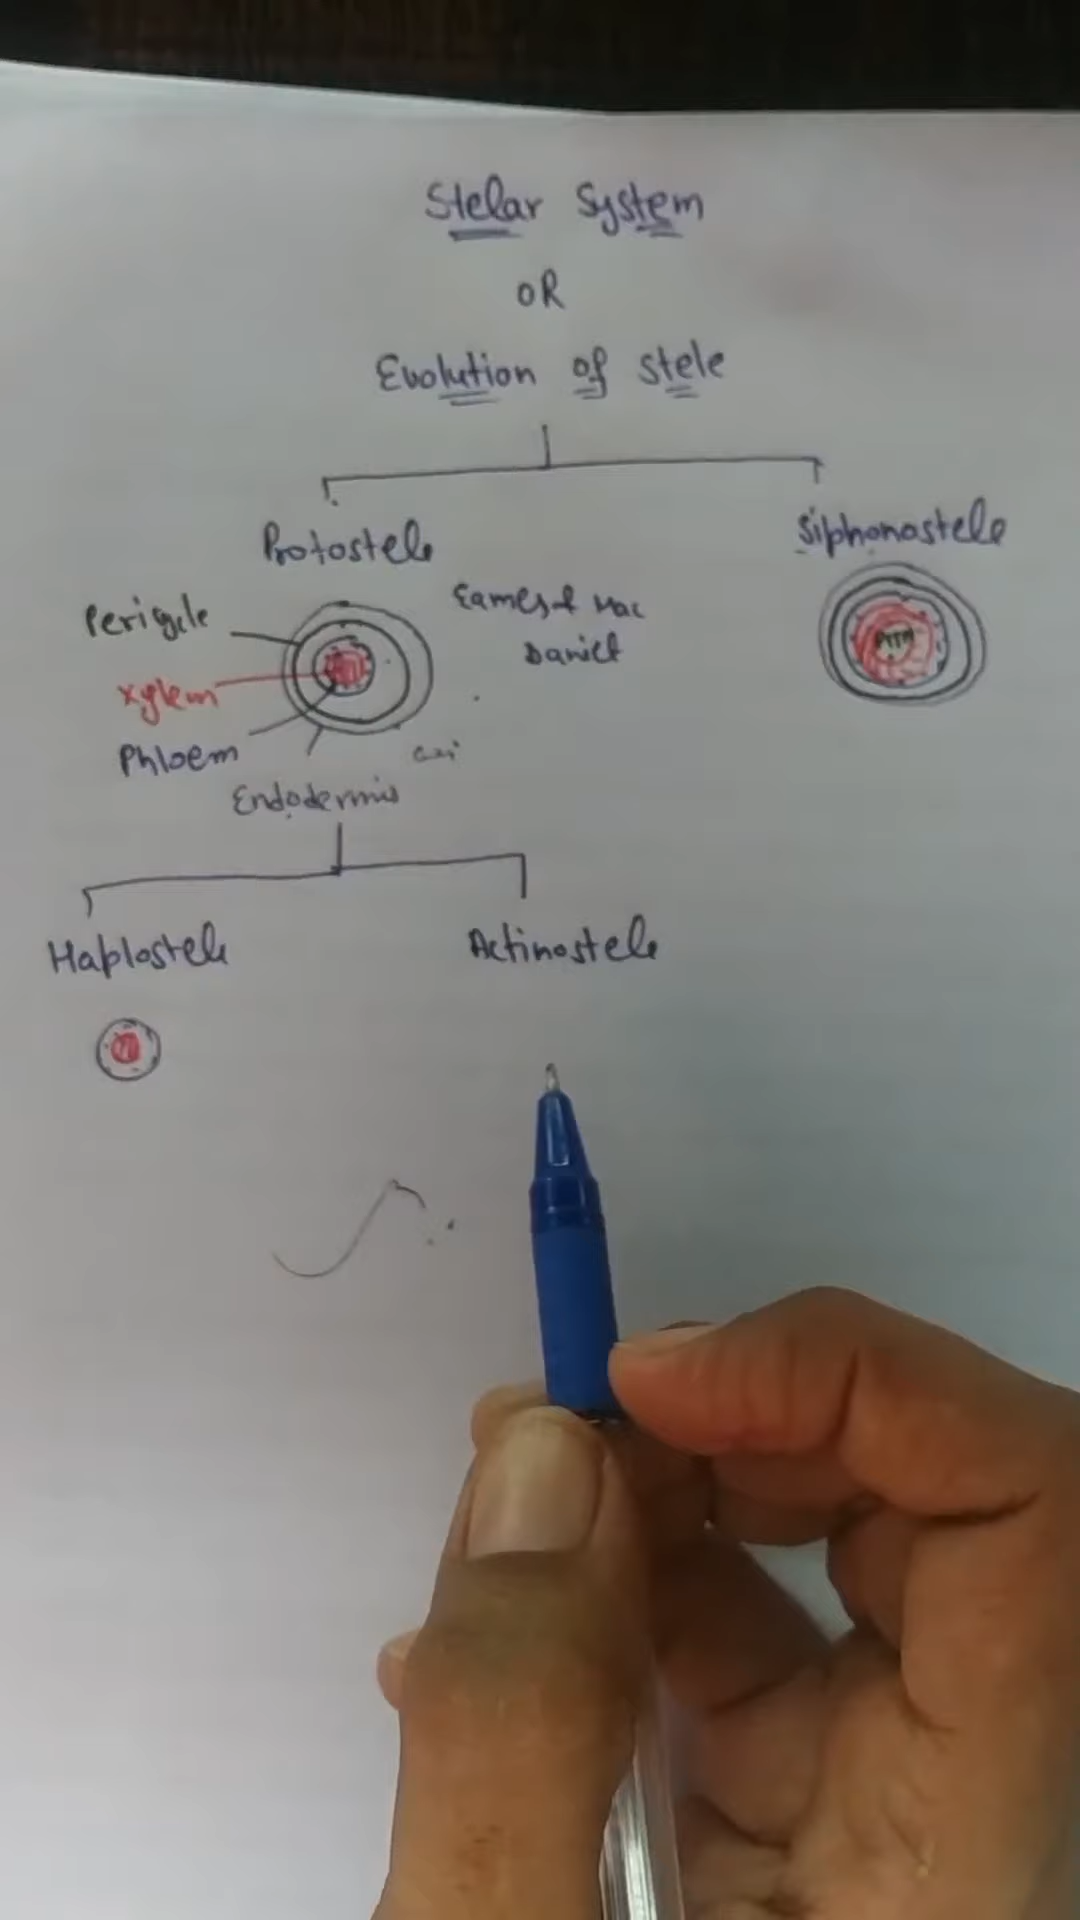 Stelar System
OR
Evolution of stele
Protostele
Siphonostele
Pericycle
Eames & Mac
Daniel
Pith
Xylem
Phloem
Endodermis
Haplostele
Actinostele